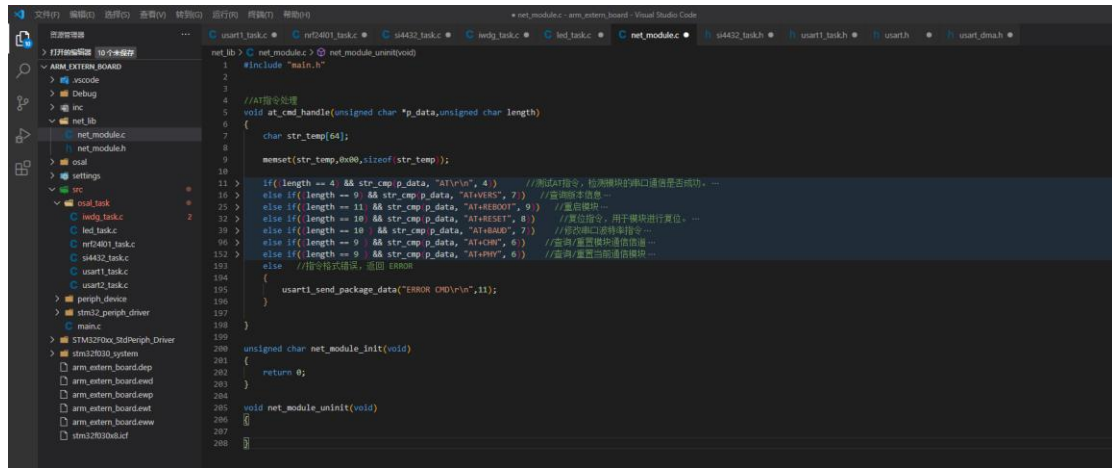 文件(F) 编辑(E) 选择(S) 查看(V) 转到(G) 运行(R) 终端(T) 帮助(H)
● net_module.c - arm_extern_board - Visual Studio Code
资源管理器 ···
usart1_task.c ● nrf24l01_task.c ● si4432_task.c ● iwdg_task.c ● led_task.c ● net_module.c ● si4432_task.h ● usart1_task.h ● usart.h ● usart_dma.h ●
打开的编辑器 10 个未保存
net_lib > net_module.c > net_module_uninit(void)
ARM_EXTERN_BOARD
.vscode
Debug
inc
net_lib
net_module.c
net_module.h
osal
settings
src
osal_task
iwdg_task.c 2
led_task.c
nrf24l01_task.c
si4432_task.c
usart1_task.c
usart2_task.c
periph_device
stm32_periph_driver
main.c
STM32F0xx_StdPeriph_Driver
stm32f030_system
arm_extern_board.dep
arm_extern_board.ewd
arm_extern_board.ewp
arm_extern_board.ewt
arm_extern_board.eww
stm32f030x8.icf
1 #include "main.h"
2
3
4 //AT指令处理
5 void at_cmd_handle(unsigned char *p_data,unsigned char length)
6 {
7 char str_temp[64];
8
9 memset(str_temp,0x00,sizeof(str_temp));
10
11 > if((length == 4) && str_cmp(p_data, "AT\r\n", 4)) //测试AT指令，检测模块的串口通信是否成功。···
16 > else if((length == 9) && str_cmp(p_data, "AT+VERS", 7)) //查询版本信息···
25 > else if((length == 11) && str_cmp(p_data, "AT+REBOOT", 9)) //重启模块···
32 > else if((length == 10) && str_cmp(p_data, "AT+RESET", 8)) //复位指令，用于模块进行复位。···
39 > else if((length == 10 ) && str_cmp(p_data, "AT+BAUD", 7)) //修改串口波特率指令···
96 > else if((length == 9 ) && str_cmp(p_data, "AT+CHN", 6)) //查询/重置模块通信信道···
152 > else if((length == 9 ) && str_cmp(p_data, "AT+PHY", 6)) //查询/重置当前通信模块···
193 else //指令格式错误，返回 ERROR
194 {
195 usart1_send_package_data("ERROR CMD\r\n",11);
196 }
197
198 }
199
200 unsigned char net_module_init(void)
201 {
202 return 0;
203 }
204
205 void net_module_uninit(void)
206 {
207
208 }